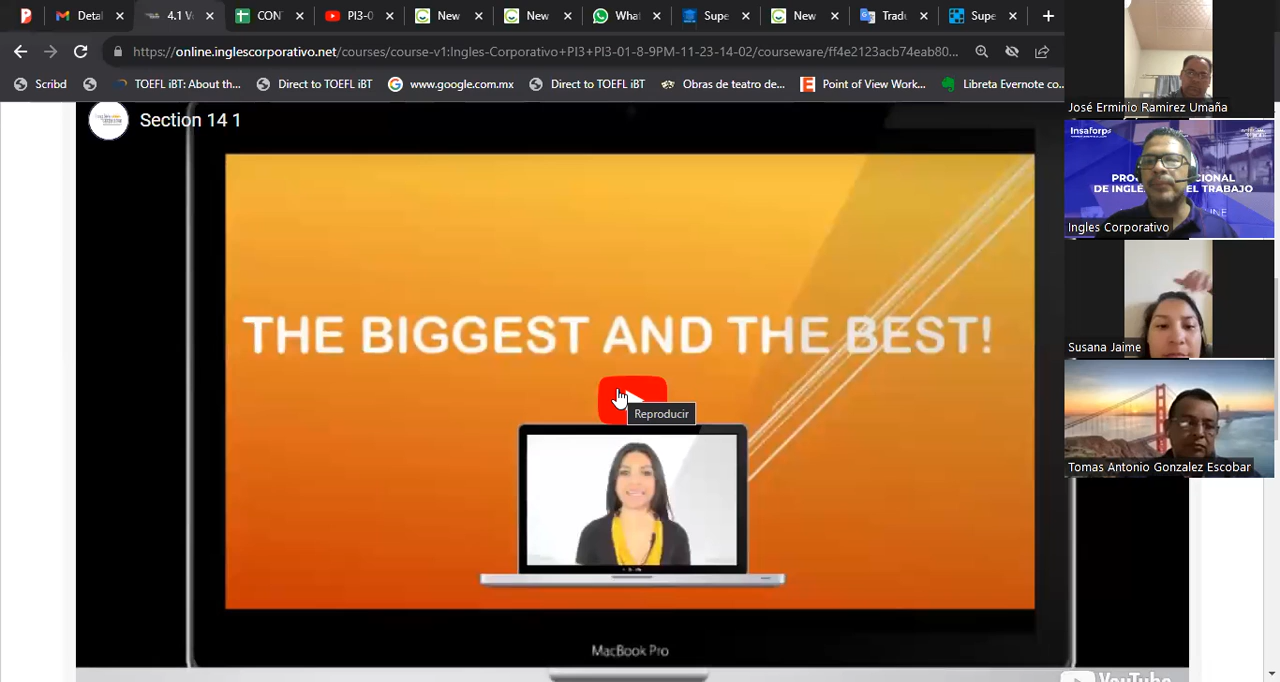 Detal
4.1 V
CON
PI3-0
New
New
What
Supe
New
Tradu
Supe
https://online.inglescorporativo.net/courses/course-v1:Ingles-Corporativo+PI3+PI3-01-8-9PM-11-23-14-02/courseware/ff4e2123acb74eab80...
Scribd
TOEFL iBT: About th...
Direct to TOEFL iBT
www.google.com.mx
Direct to TOEFL iBT
Obras de teatro de...
Point of View Work...
Libreta Evernote co...
Section 14 1
THE BIGGEST AND THE BEST!
Reproducir
MacBook Pro
YouTube
José Erminio Ramirez Umaña
Insaforp
DE INGL EL TRABAJO
Ingles Corporativo
Susana Jaime
Tomas Antonio Gonzalez Escobar